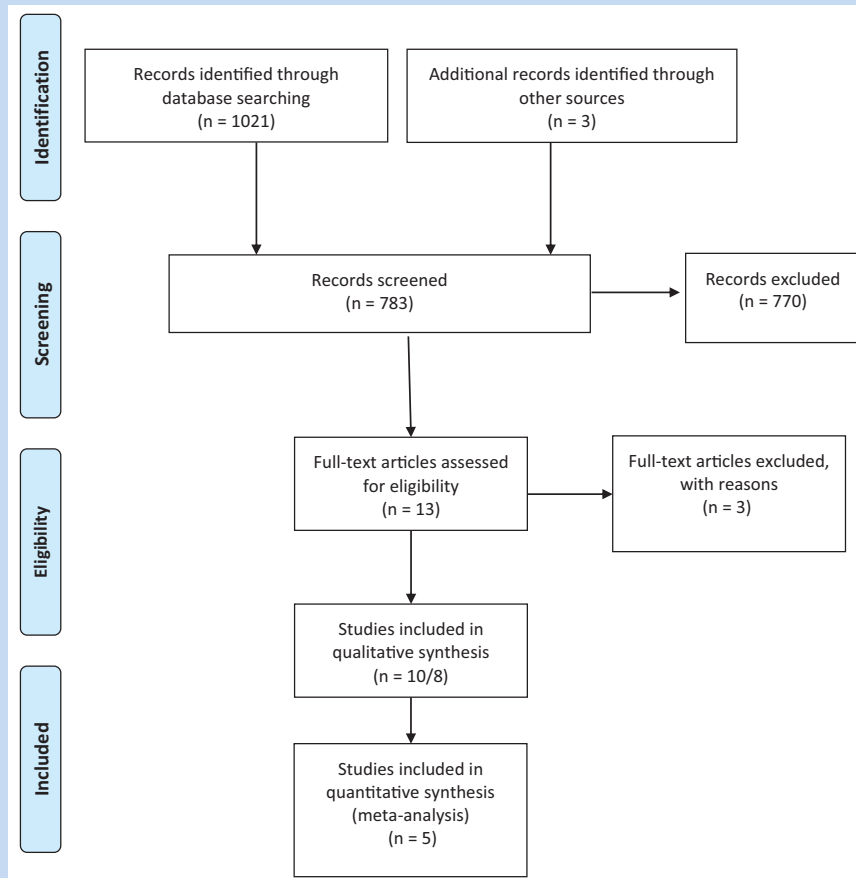 Identification
Records identified through
database searching
(n = 1021)
Additional records identified through
other sources
(n = 3)
Screening
Records screened
(n = 783)
Records excluded
(n = 770)
Eligibility
Full-text articles assessed
for eligibility
(n = 13)
Full-text articles excluded,
with reasons
(n = 3)
Studies included in
qualitative synthesis
(n = 10/8)
Included
Studies included in
quantitative synthesis
(meta-analysis)
(n = 5)